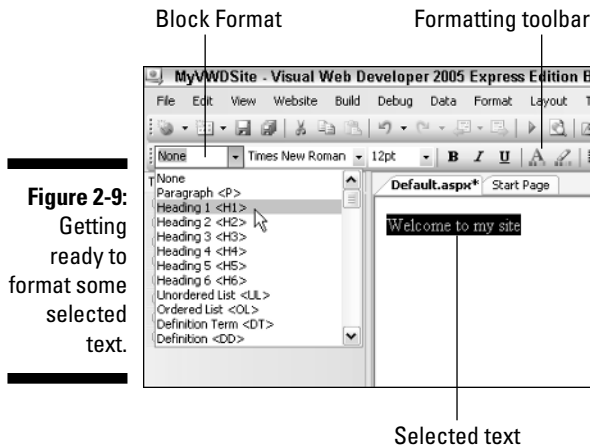 Block Format
Formatting toolbar
MyVWDSite - Visual Web Developer 2005 Express Edition B
File Edit View Website Build Debug Data Format Layout T
None Times New Roman 12pt B I U A
None
Paragraph <P>
Heading 1 <H1>
Heading 2 <H2>
Heading 3 <H3>
Heading 4 <H4>
Heading 5 <H5>
Heading 6 <H6>
Unordered List <UL>
Ordered List <OL>
Definition Term <DT>
Definition <DD>
Default.aspx* Start Page
Welcome to my site
Figure 2-9:
Getting
ready to
format some
selected
text.
Selected text